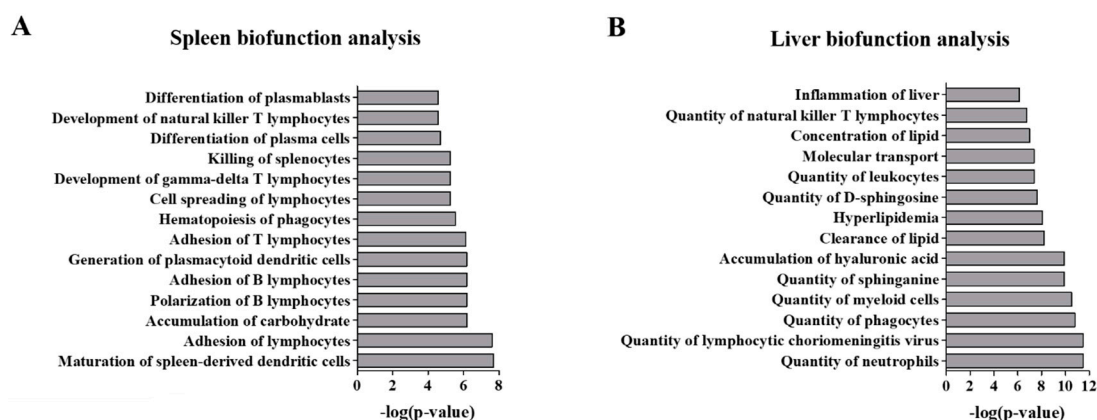 A
Spleen biofunction analysis
Differentiation of plasmablasts
Development of natural killer T lymphocytes
Differentiation of plasma cells
Killing of splenocytes
Development of gamma-delta T lymphocytes
Cell spreading of lymphocytes
Hematopoiesis of phagocytes
Adhesion of T lymphocytes
Generation of plasmacytoid dendritic cells
Adhesion of B lymphocytes
Polarization of B lymphocytes
Accumulation of carbohydrate
Adhesion of lymphocytes
Maturation of spleen-derived dendritic cells
0 2 4 6 8
-log(p-value)
B
Liver biofunction analysis
Inflammation of liver
Quantity of natural killer T lymphocytes
Concentration of lipid
Molecular transport
Quantity of leukocytes
Quantity of D-sphingosine
Hyperlipidemia
Clearance of lipid
Accumulation of hyaluronic acid
Quantity of sphinganine
Quantity of myeloid cells
Quantity of phagocytes
Quantity of lymphocytic choriomeningitis virus
Quantity of neutrophils
0 2 4 6 8 10 12
-log(p-value)